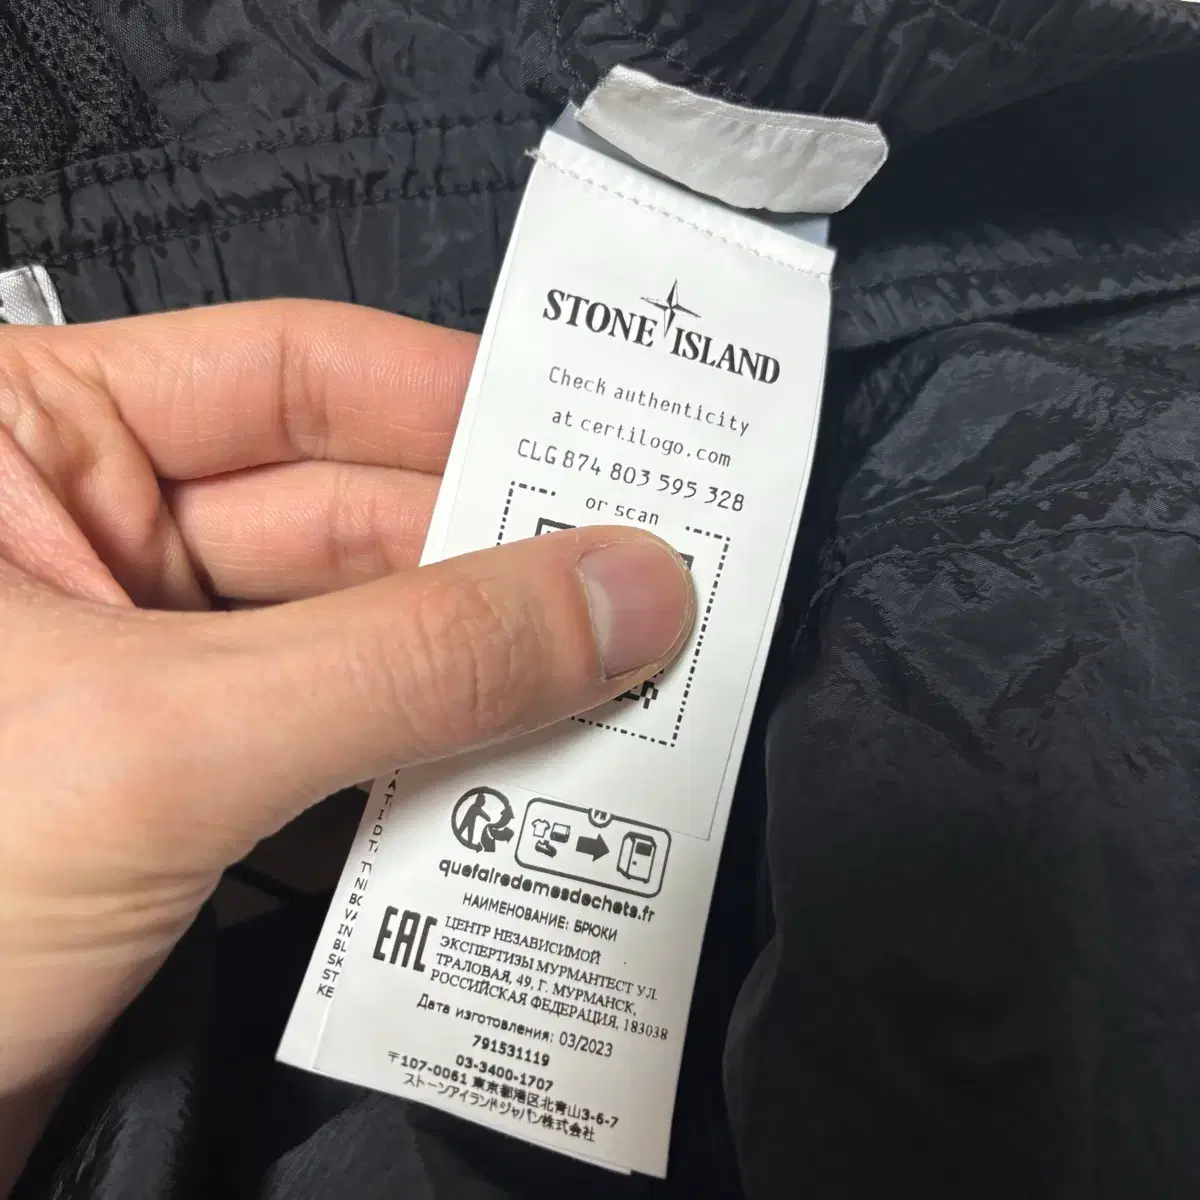 STONE ISLAND
Check authenticity
at certilogo.com
CLG 874 803 595 328
or scan
FR
quefairedemesdechets.fr
НАИМЕНОВАНИЕ: БРЮКИ
EAC
ЦЕНТР НЕЗАВИСИМОЙ
ЭКСПЕРТИЗЫ МУРМАНТЕСТ УЛ.
ТРАЛОВАЯ, 49, Г. МУРМАНСК,
РОССИЙСКАЯ ФЕДЕРАЦИЯ, 183038
Дата изготовления: 03/2023
791531119
03-3400-1707
〒107-0061 東京都港区北青山3-6-7
ストーンアイランドジャパン株式会社